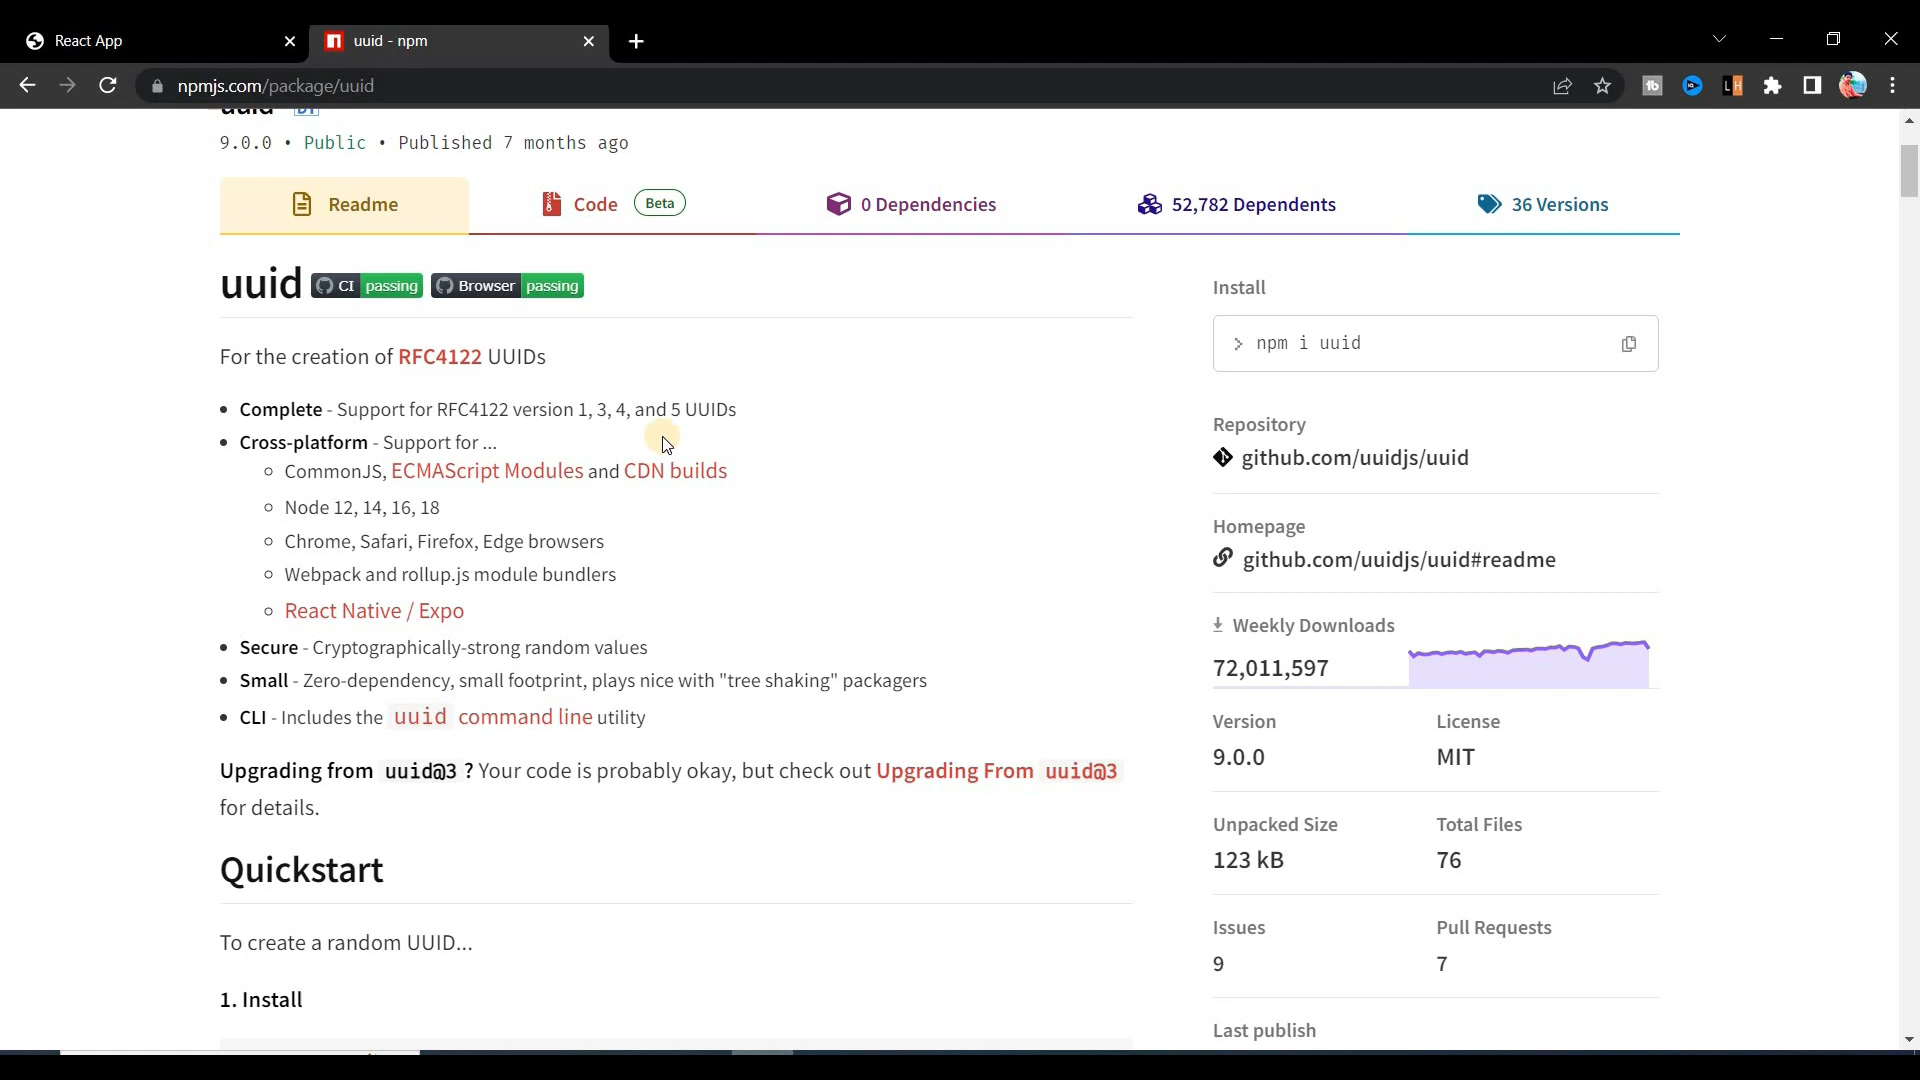 React App
uuid - npm
npmjs.com/package/uuid
uuid DT
9.0.0 • Public • Published 7 months ago
Readme
Code Beta
0 Dependencies
52,782 Dependents
36 Versions
uuid CI passing Browser passing
For the creation of RFC4122 UUIDs
• Complete - Support for RFC4122 version 1, 3, 4, and 5 UUIDs
• Cross-platform - Support for ...
CommonJS, ECMAScript Modules and CDN builds
Node 12, 14, 16, 18
Chrome, Safari, Firefox, Edge browsers
Webpack and rollup.js module bundlers
React Native / Expo
• Secure - Cryptographically-strong random values
• Small - Zero-dependency, small footprint, plays nice with "tree shaking" packagers
• CLI - Includes the uuid command line utility
Upgrading from uuid@3 ? Your code is probably okay, but check out Upgrading From uuid@3
for details.
Quickstart
To create a random UUID...
1. Install
Install
> npm i uuid
Repository
github.com/uuidjs/uuid
Homepage
github.com/uuidjs/uuid#readme
Weekly Downloads
72,011,597
Version License
9.0.0 MIT
Unpacked Size Total Files
123 kB 76
Issues Pull Requests
9 7
Last publish